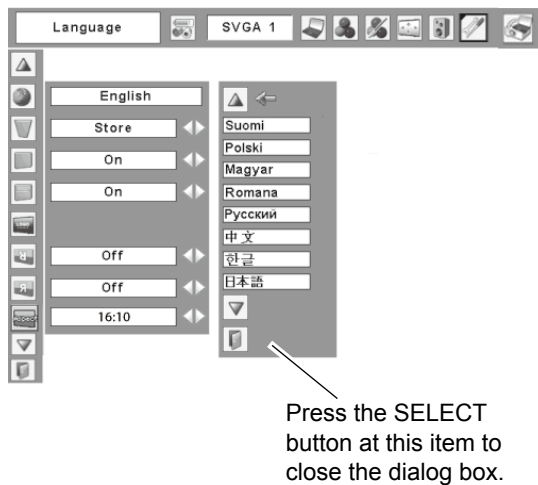 Language
SVGA 1
English
Store
On
On
Off
Off
16:10
Suomi
Polski
Magyar
Romana
Русский
中文
한글
日本語
Press the SELECT
button at this item to
close the dialog box.